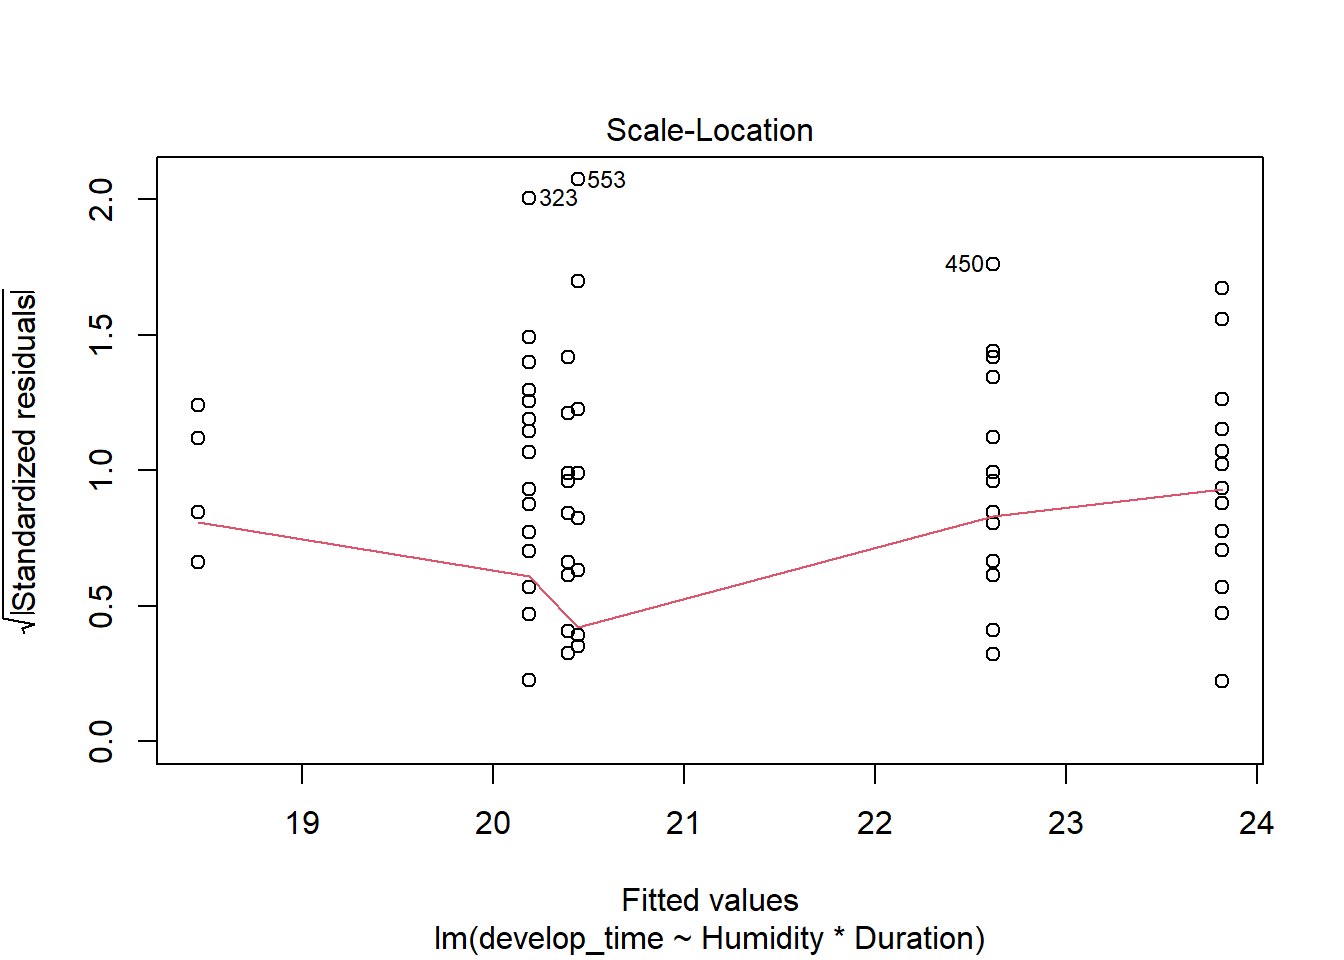 Scale-Location
√|Standardized residuals|
2.0
1.5
1.0
0.5
0.0
553
323
450
19 20 21 22 23 24
Fitted values
lm(develop_time ~ Humidity * Duration)